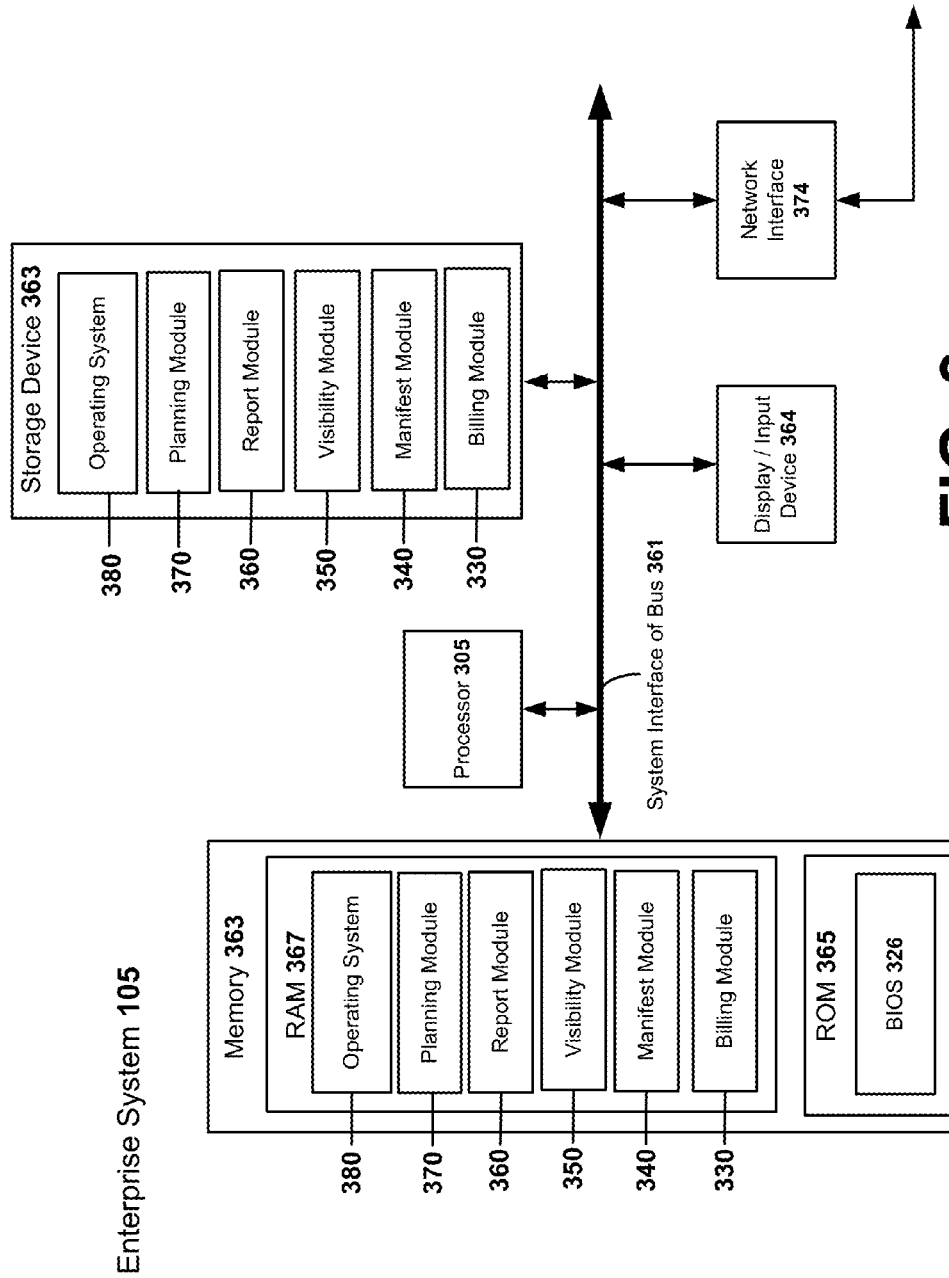 Enterprise System 105
Memory 363
RAM 367
Operating System
Planning Module
Report Module
Visibility Module
Manifest Module
Billing Module
380
370
360
350
340
330
ROM 365
BIOS 326
Processor 305
System Interface of Bus 361
Storage Device 363
Operating System
Planning Module
Report Module
Visibility Module
Manifest Module
Billing Module
380
370
360
350
340
330
Display / Input
Device 364
Network
Interface
374